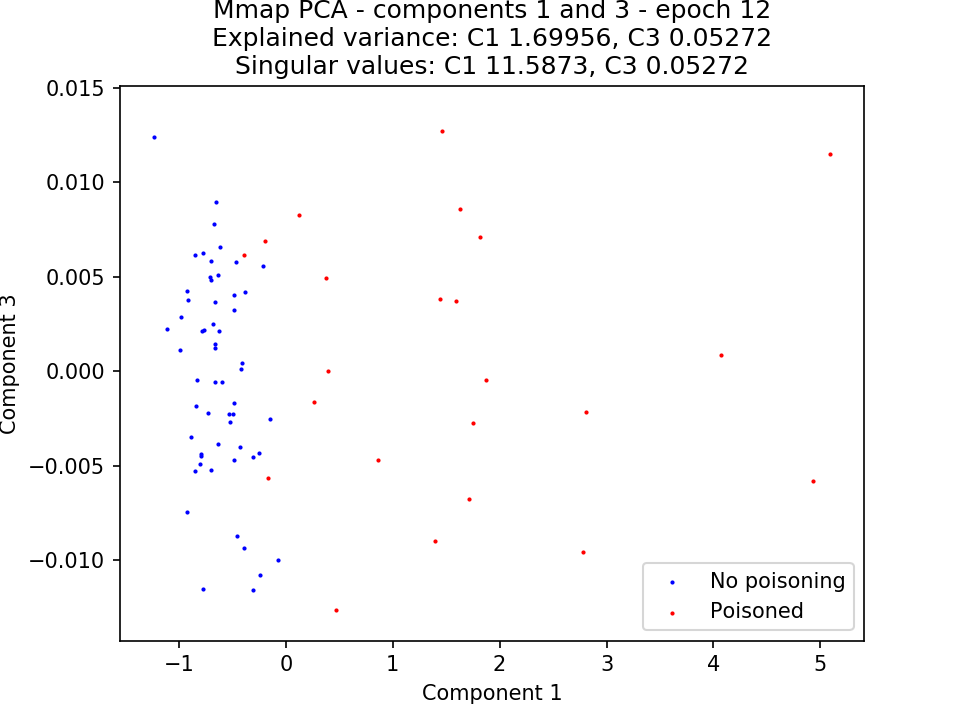 Mmap PCA - components 1 and 3 - epoch 12
Explained variance: C1 1.69956, C3 0.05272
Singular values: C1 11.5873, C3 0.05272
0.015
0.010
0.005
0.000
−0.005
−0.010
Component 3
No poisoning
Poisoned
−1
0
1
2
3
4
5
Component 1